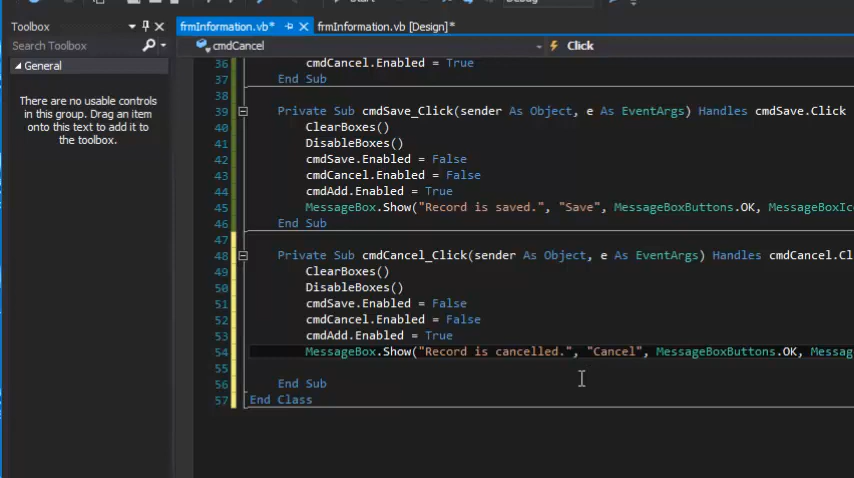 Toolbox
frmInformation.vb*
frmInformation.vb [Design]*
Search Toolbox
cmdCancel
Click
General
There are no usable controls
in this group. Drag an item
onto this text to add it to
the toolbox.
36 cmdCancel.Enabled = True
37 End Sub
38
39 Private Sub cmdSave_Click(sender As Object, e As EventArgs) Handles cmdSave.Click
40 ClearBoxes()
41 DisableBoxes()
42 cmdSave.Enabled = False
43 cmdCancel.Enabled = False
44 cmdAdd.Enabled = True
45 MessageBox.Show("Record is saved.", "Save", MessageBoxButtons.OK, MessageBoxIco
46 End Sub
47
48 Private Sub cmdCancel_Click(sender As Object, e As EventArgs) Handles cmdCancel.Cl
49 ClearBoxes()
50 DisableBoxes()
51 cmdSave.Enabled = False
52 cmdCancel.Enabled = False
53 cmdAdd.Enabled = True
54 MessageBox.Show("Record is cancelled.", "Cancel", MessageBoxButtons.OK, Messag
55
56 End Sub
57 End Class